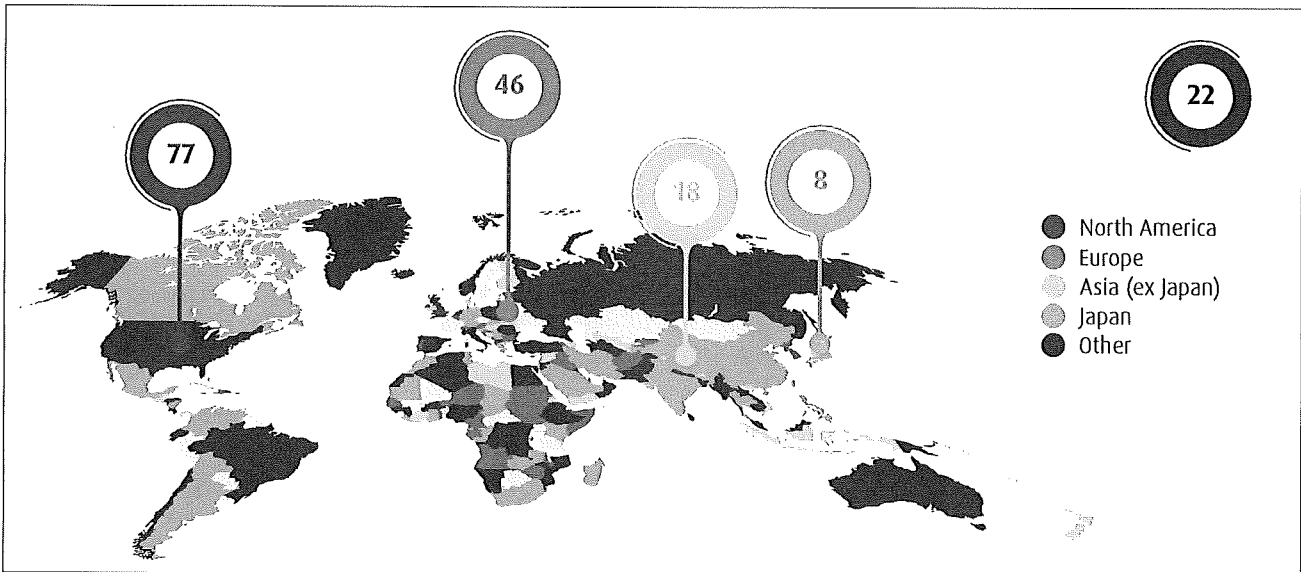 46
22
77
18
8
North America
Europe
Asia (ex Japan)
Japan
Other